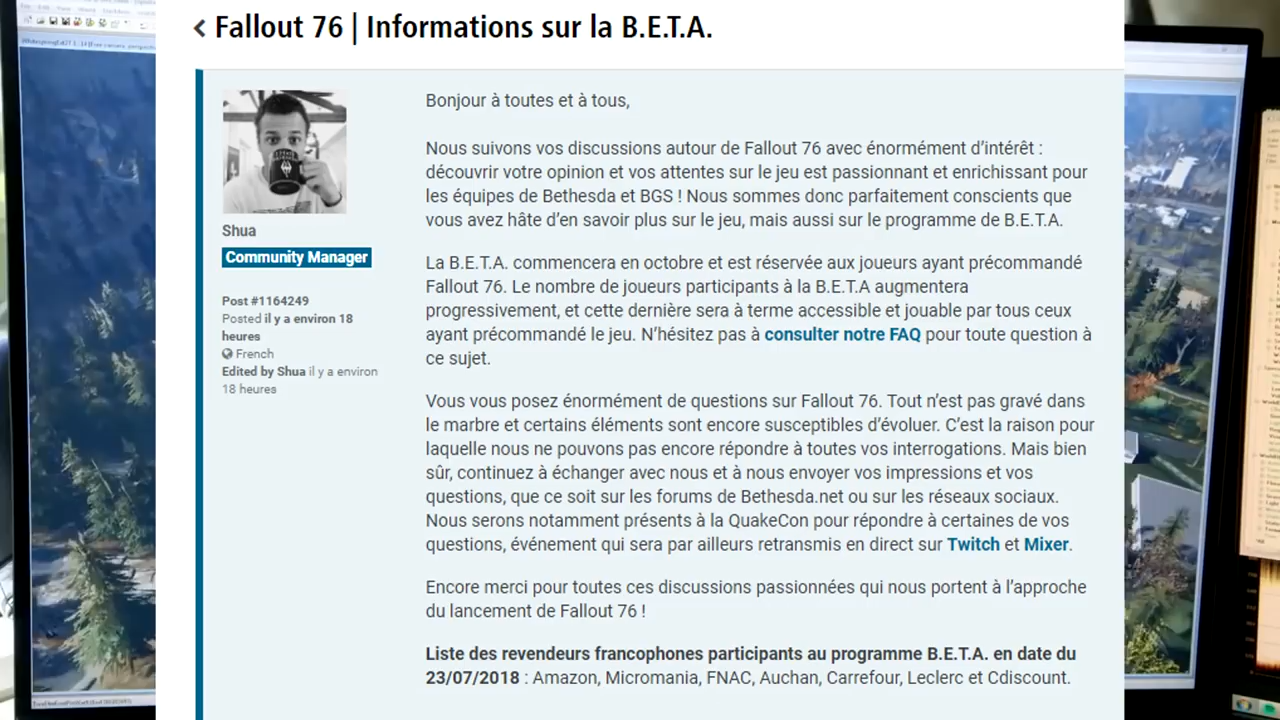 Fallout 76 | Informations sur la B.E.T.A.
Shua
Community Manager
Post #1164249
Posted il y a environ 18
heures
French
Edited by Shua il y a environ
18 heures
Bonjour à toutes et à tous,
Nous suivons vos discussions autour de Fallout 76 avec énormément d'intérêt :
découvrir votre opinion et vos attentes sur le jeu est passionnant et enrichissant pour
les équipes de Bethesda et BGS ! Nous sommes donc parfaitement conscients que
vous avez hâte d'en savoir plus sur le jeu, mais aussi sur le programme de B.E.T.A.
La B.E.T.A. commencera en octobre et est réservée aux joueurs ayant précommandé
Fallout 76. Le nombre de joueurs participants à la B.E.T.A augmentera
progressivement, et cette dernière sera à terme accessible et jouable par tous ceux
ayant précommandé le jeu. N'hésitez pas à consulter notre FAQ pour toute question à
ce sujet.
Vous vous posez énormément de questions sur Fallout 76. Tout n'est pas gravé dans
le marbre et certains éléments sont encore susceptibles d'évoluer. C'est la raison pour
laquelle nous ne pouvons pas encore répondre à toutes vos interrogations. Mais bien
sûr, continuez à échanger avec nous et à nous envoyer vos impressions et vos
questions, que ce soit sur les forums de Bethesda.net ou sur les réseaux sociaux.
Nous serons notamment présents à la QuakeCon pour répondre à certaines de vos
questions, événement qui sera par ailleurs retransmis en direct sur Twitch et Mixer.
Encore merci pour toutes ces discussions passionnées qui nous portent à l'approche
du lancement de Fallout 76 !
Liste des revendeurs francophones participants au programme B.E.T.A. en date du
23/07/2018 : Amazon, Micromania, FNAC, Auchan, Carrefour, Leclerc et Cdiscount.